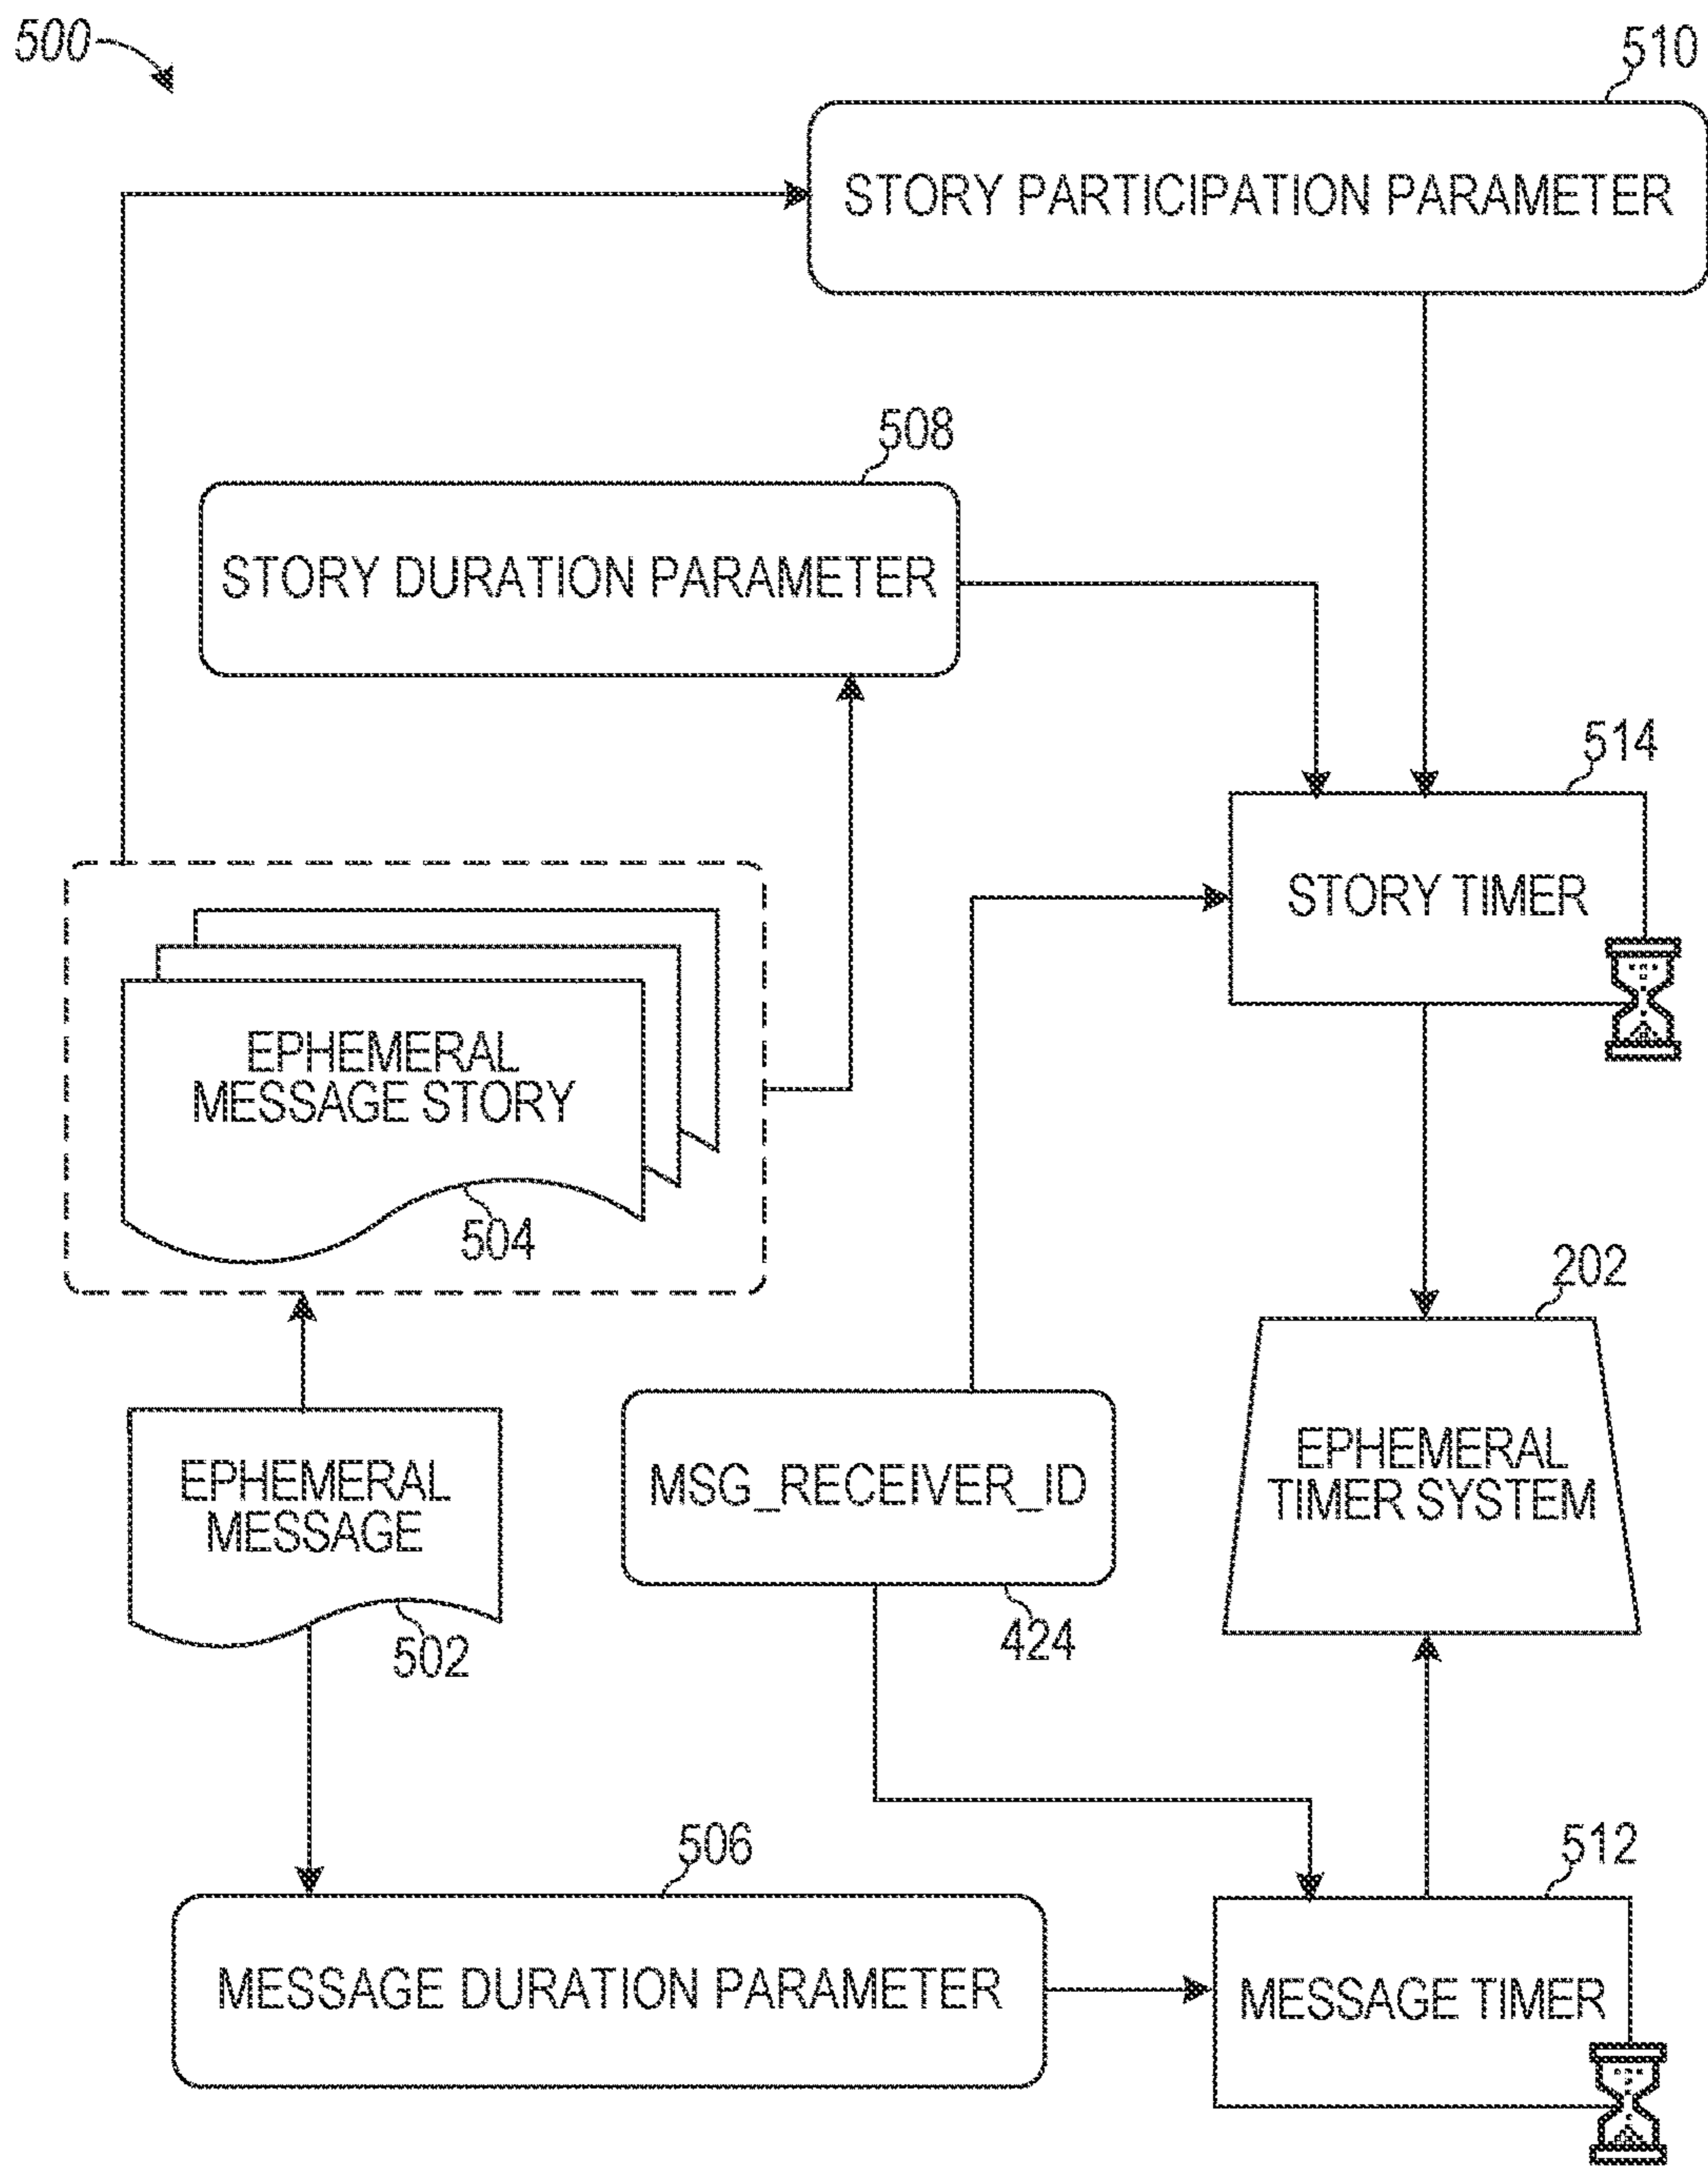 500
510
STORY PARTICIPATION PARAMETER
508
STORY DURATION PARAMETER
514
STORY TIMER
EPHEMERAL
MESSAGE STORY
504
202
EPHEMERAL
TIMER SYSTEM
EPHEMERAL
MESSAGE
502
MSG_RECEIVER_ID
424
506
MESSAGE DURATION PARAMETER
512
MESSAGE TIMER